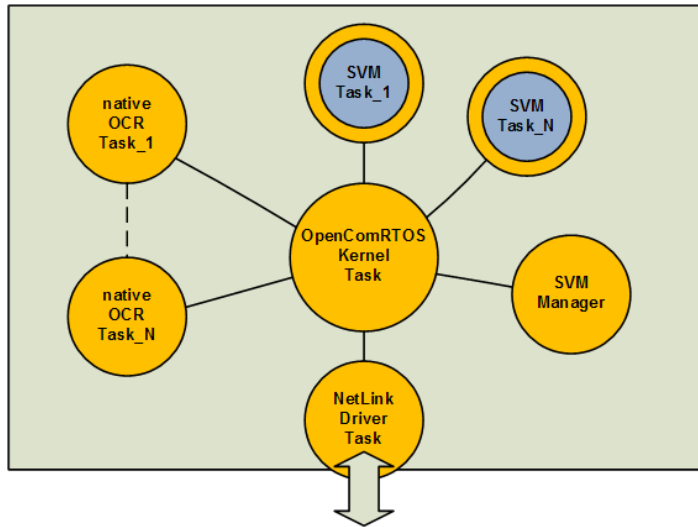 SVM
Task_1
SVM
Task_N
native
OCR
Task_1
OpenComRTOS
Kernel
Task
native
OCR
Task_N
SVM
Manager
NetLink
Driver
Task